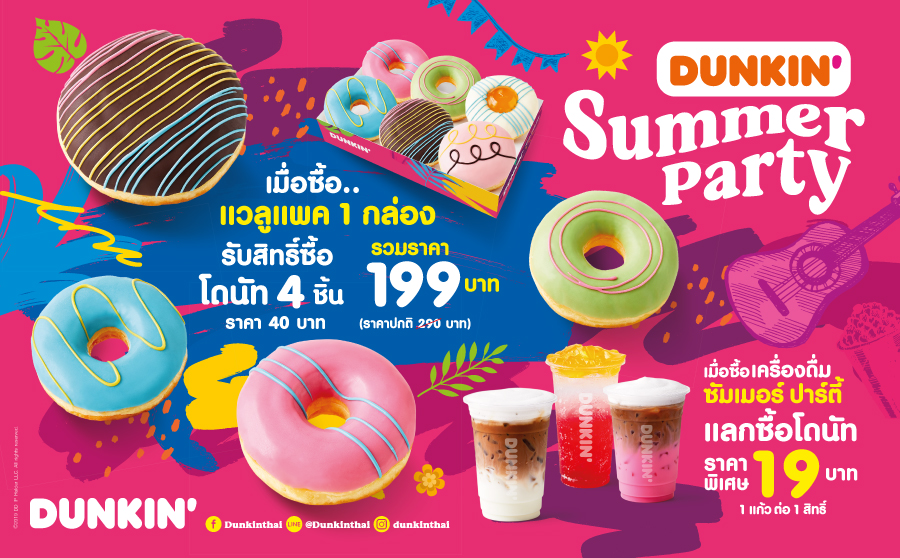 DUNKIN'
Summer
Party
DUNKIN'
เมื่อซื้อ..
แวลูแพค 1 กล่อง
รับสิทธิ์ซื้อ
โดนัท 4 ชิ้น
ราคา 40 บาท
รวมราคา
199 บาท
(ราคาปกติ 290 บาท)
เมื่อซื้อเครื่องดื่ม
ซัมเมอร์ ปาร์ตี้
แลกซื้อโดนัท
ราคา
พิเศษ 19 บาท
1 แก้ว ต่อ 1 สิทธิ์
DUNKIN'
DUNKIN'
DUNKIN'
DUNKIN'
f Dunkinthai LINE @Dunkinthai dunkinthai